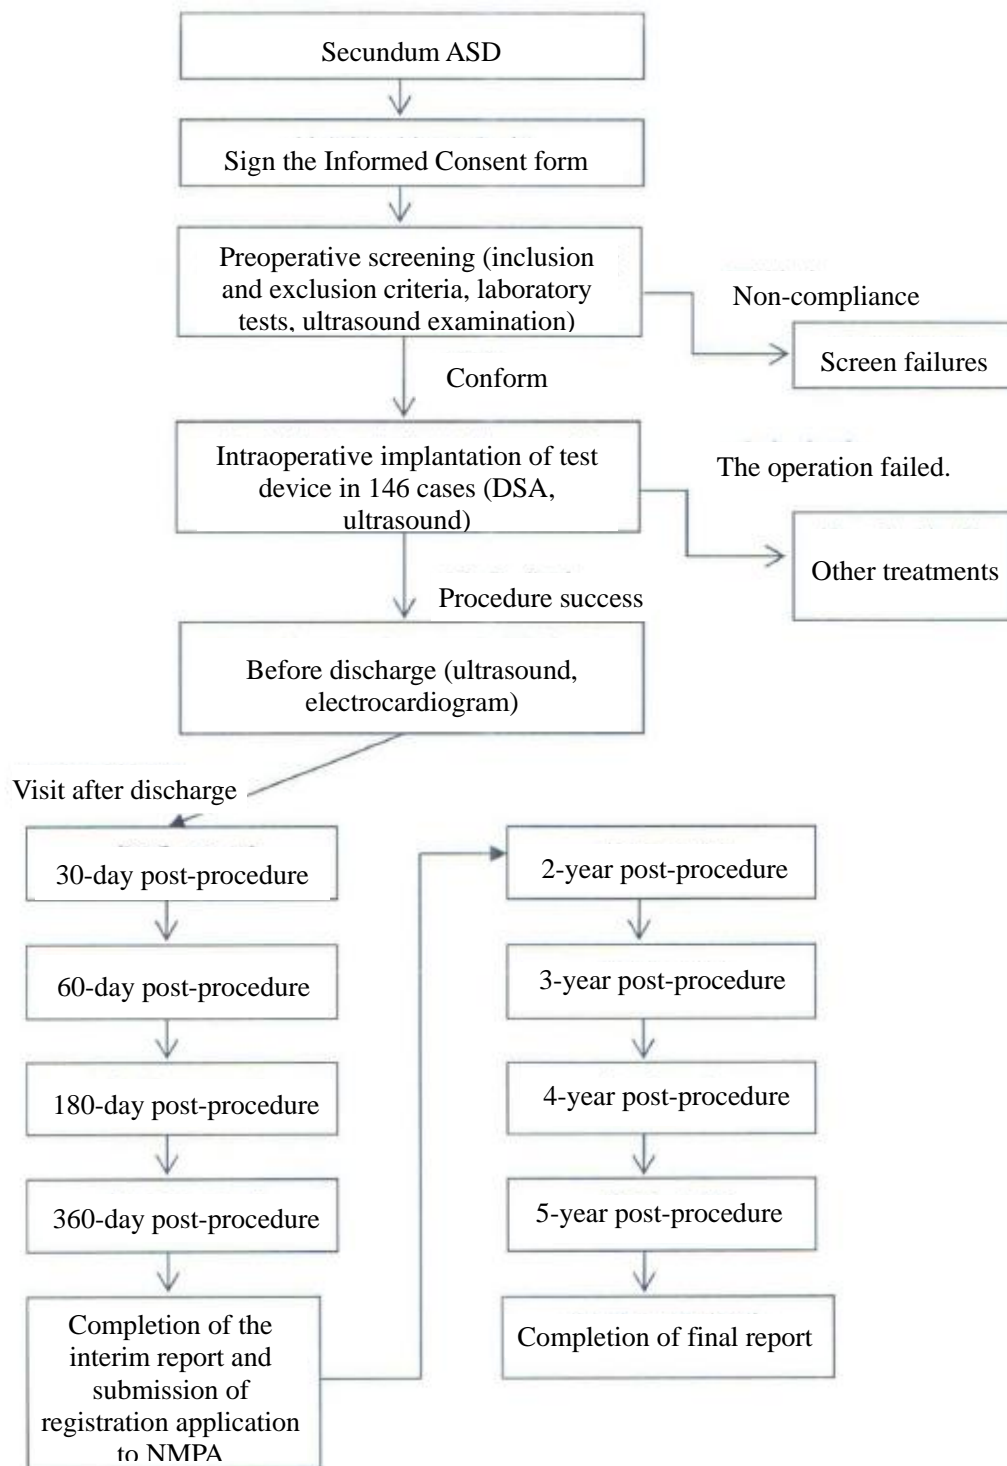 Secundum ASD
Sign the Informed Consent form
Preoperative screening (inclusion
and exclusion criteria, laboratory
tests, ultrasound examination)
Non-compliance
Screen failures
Conform
Intraoperative implantation of test
device in 146 cases (DSA,
ultrasound)
The operation failed.
Other treatments
Procedure success
Before discharge (ultrasound,
electrocardiogram)
Visit after discharge
30-day post-procedure
60-day post-procedure
180-day post-procedure
360-day post-procedure
Completion of the
interim report and
submission of
registration application
to NMPA
2-year post-procedure
3-year post-procedure
4-year post-procedure
5-year post-procedure
Completion of final report